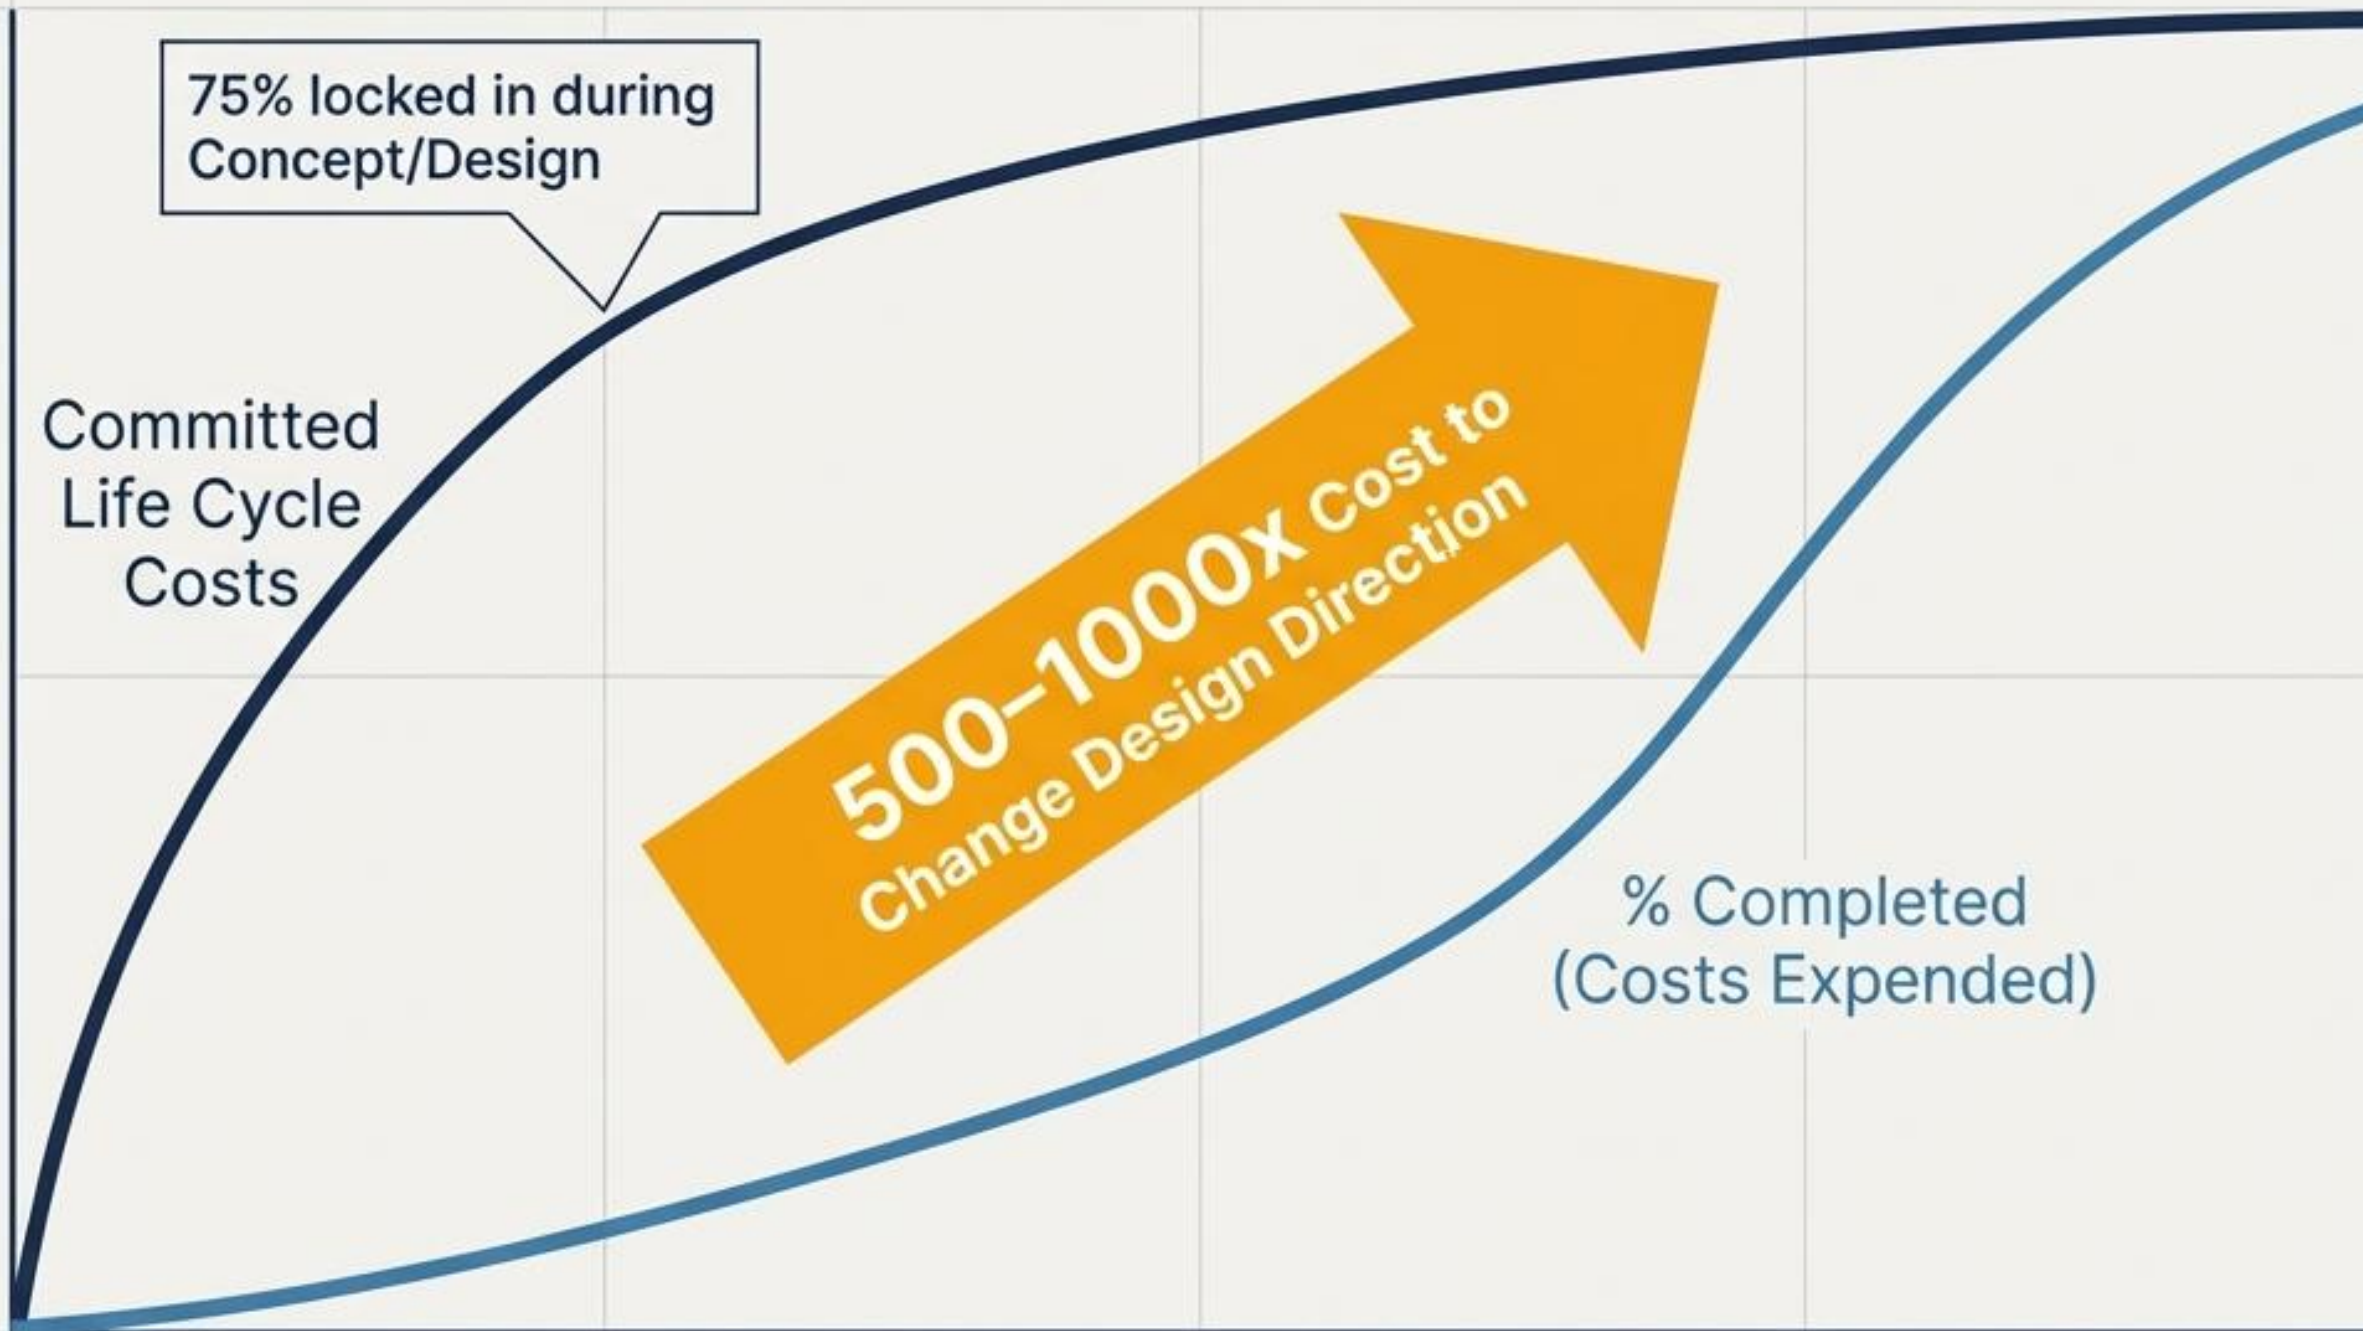 75% locked in during
Concept/Design
Committed
Life Cycle
Costs
500–1000x Cost to
Change Design Direction
% Completed
(Costs Expended)